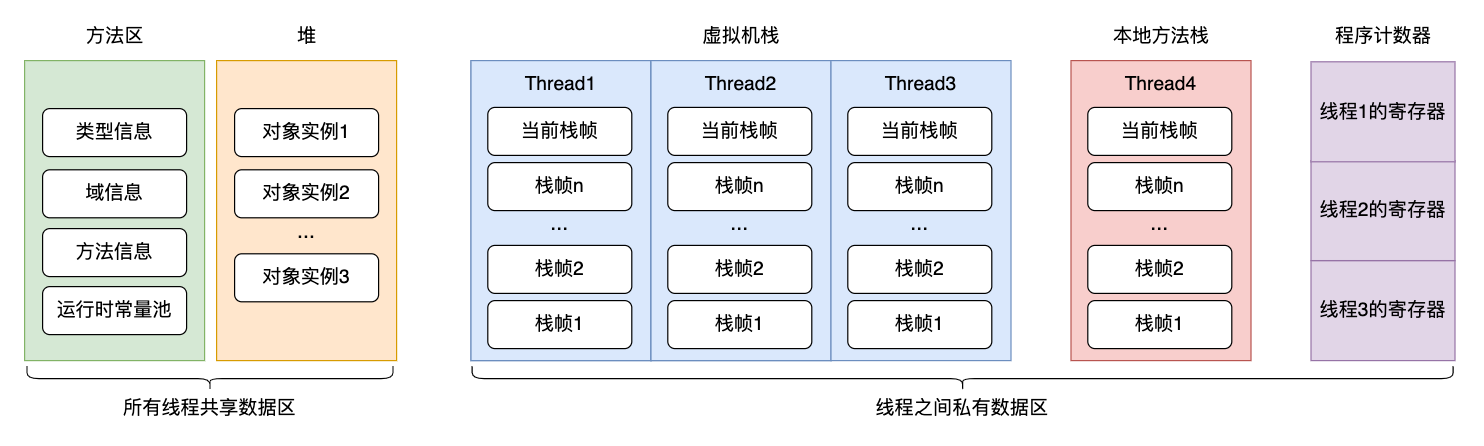 方法区
类型信息
域信息
方法信息
运行时常量池
堆
对象实例1
对象实例2
...
对象实例3
所有线程共享数据区
虚拟机栈
Thread1
当前栈帧
栈帧n
...
栈帧2
栈帧1
Thread2
当前栈帧
栈帧n
...
栈帧2
栈帧1
Thread3
当前栈帧
栈帧n
...
栈帧2
栈帧1
本地方法栈
Thread4
当前栈帧
栈帧n
...
栈帧2
栈帧1
程序计数器
线程1的寄存器
线程2的寄存器
线程3的寄存器
线程之间私有数据区